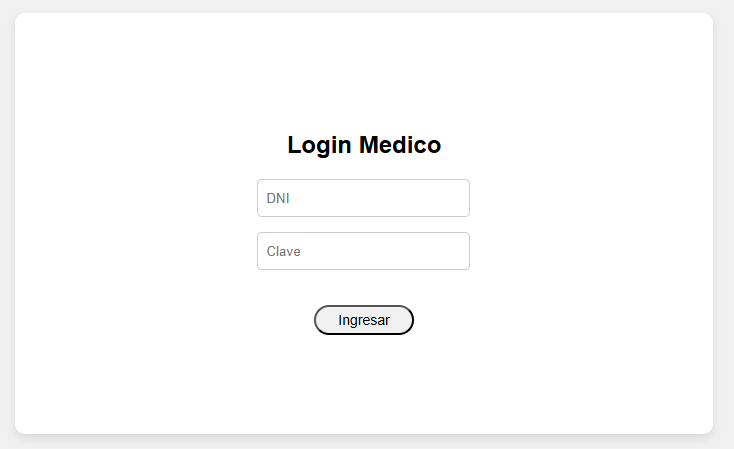 Login Medico
DNI
Clave
Ingresar